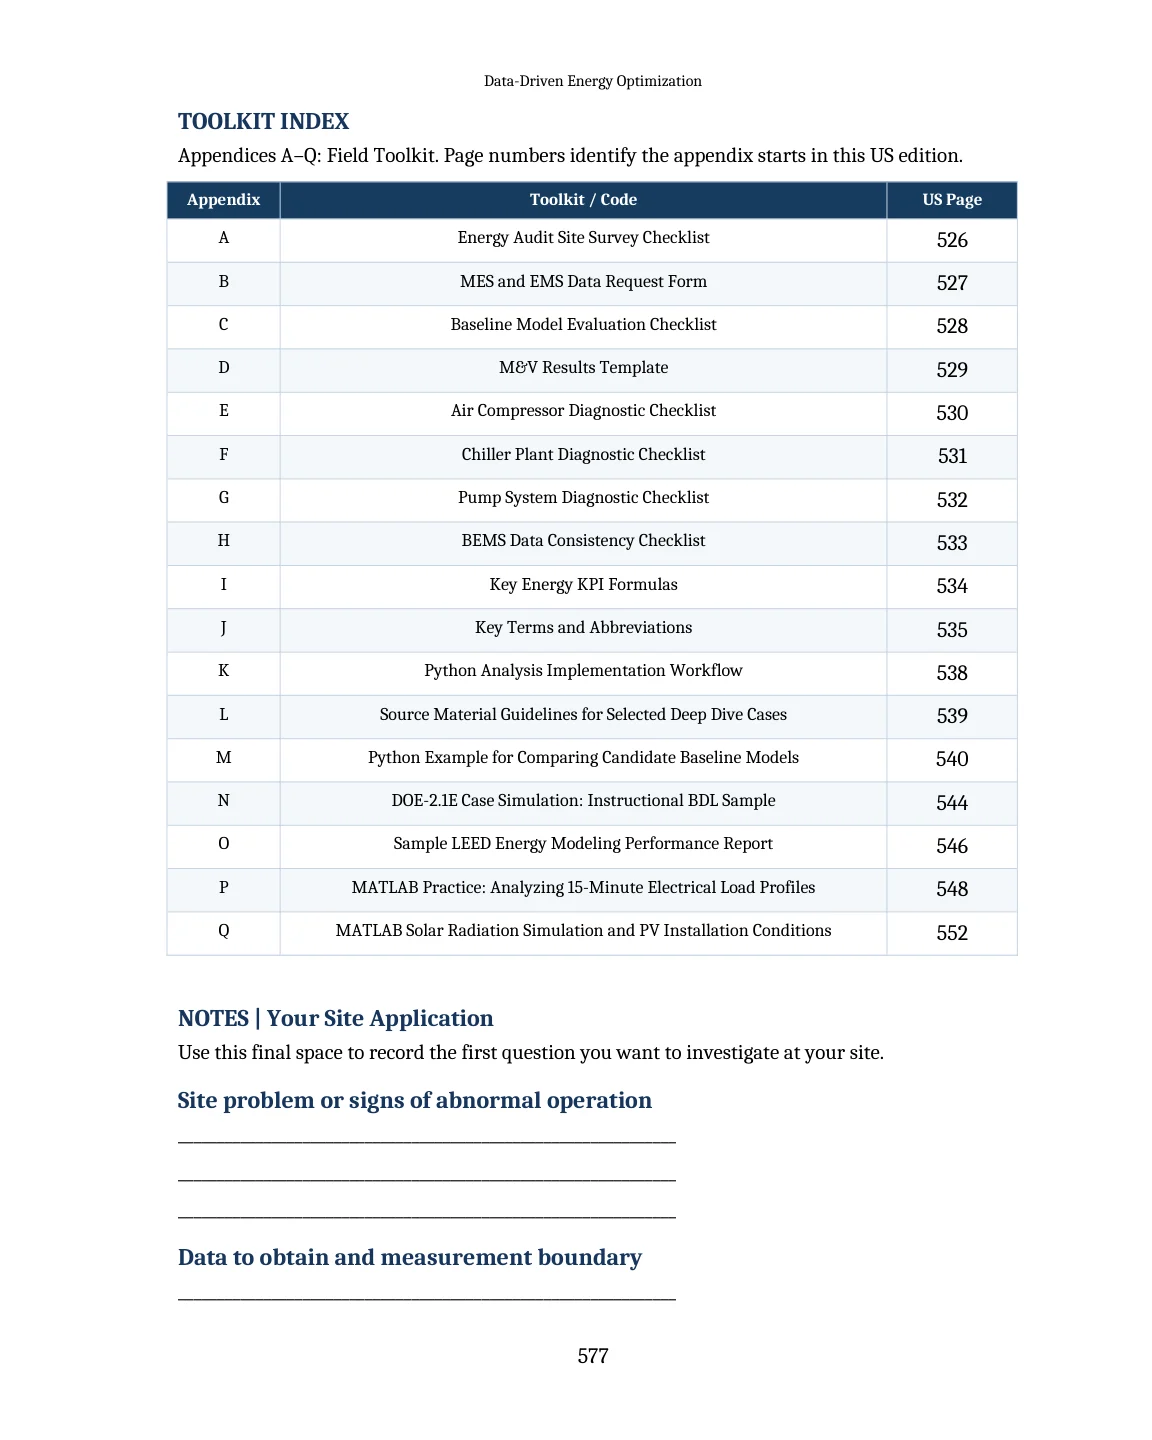 Data-Driven Energy Optimization
TOOLKIT INDEX
Appendices A–Q: Field Toolkit. Page numbers identify the appendix starts in this US edition.
Appendix Toolkit / Code US Page
A Energy Audit Site Survey Checklist 526
B MES and EMS Data Request Form 527
C Baseline Model Evaluation Checklist 528
D M&V Results Template 529
E Air Compressor Diagnostic Checklist 530
F Chiller Plant Diagnostic Checklist 531
G Pump System Diagnostic Checklist 532
H BEMS Data Consistency Checklist 533
I Key Energy KPI Formulas 534
J Key Terms and Abbreviations 535
K Python Analysis Implementation Workflow 538
L Source Material Guidelines for Selected Deep Dive Cases 539
M Python Example for Comparing Candidate Baseline Models 540
N DOE-2.1E Case Simulation: Instructional BDL Sample 544
O Sample LEED Energy Modeling Performance Report 546
P MATLAB Practice: Analyzing 15-Minute Electrical Load Profiles 548
Q MATLAB Solar Radiation Simulation and PV Installation Conditions 552
NOTES | Your Site Application
Use this final space to record the first question you want to investigate at your site.
Site problem or signs of abnormal operation
Data to obtain and measurement boundary
577